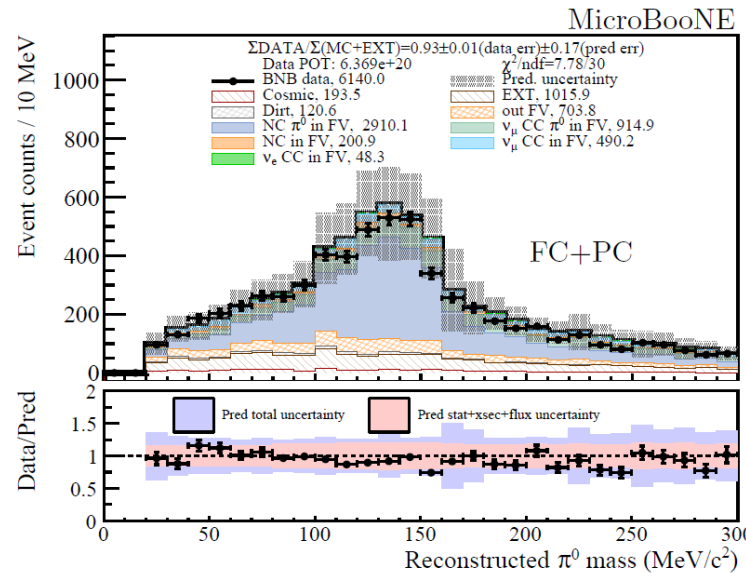 MicroBooNE
ΣDATA/Σ(MC+EXT)=0.93±0.01(data err)±0.17(pred err)
Data POT: 6.369e+20 χ²/ndf=7.78/30
BNB data, 6140.0 Pred. uncertainty
Cosmic, 193.5 EXT, 1015.9
Dirt, 120.6 out FV, 703.8
NC π⁰ in FV, 2910.1 νμ CC π⁰ in FV, 914.9
NC in FV, 200.9 νμ CC in FV, 490.2
νe CC in FV, 48.3
FC+PC
Event counts / 10 MeV
1000
800
600
400
200
0
Pred total uncertainty Pred stat+xsec+flux uncertainty
Data/Pred
2
1.5
1
0.5
0
0 50 100 150 200 250 300
Reconstructed π⁰ mass (MeV/c²)